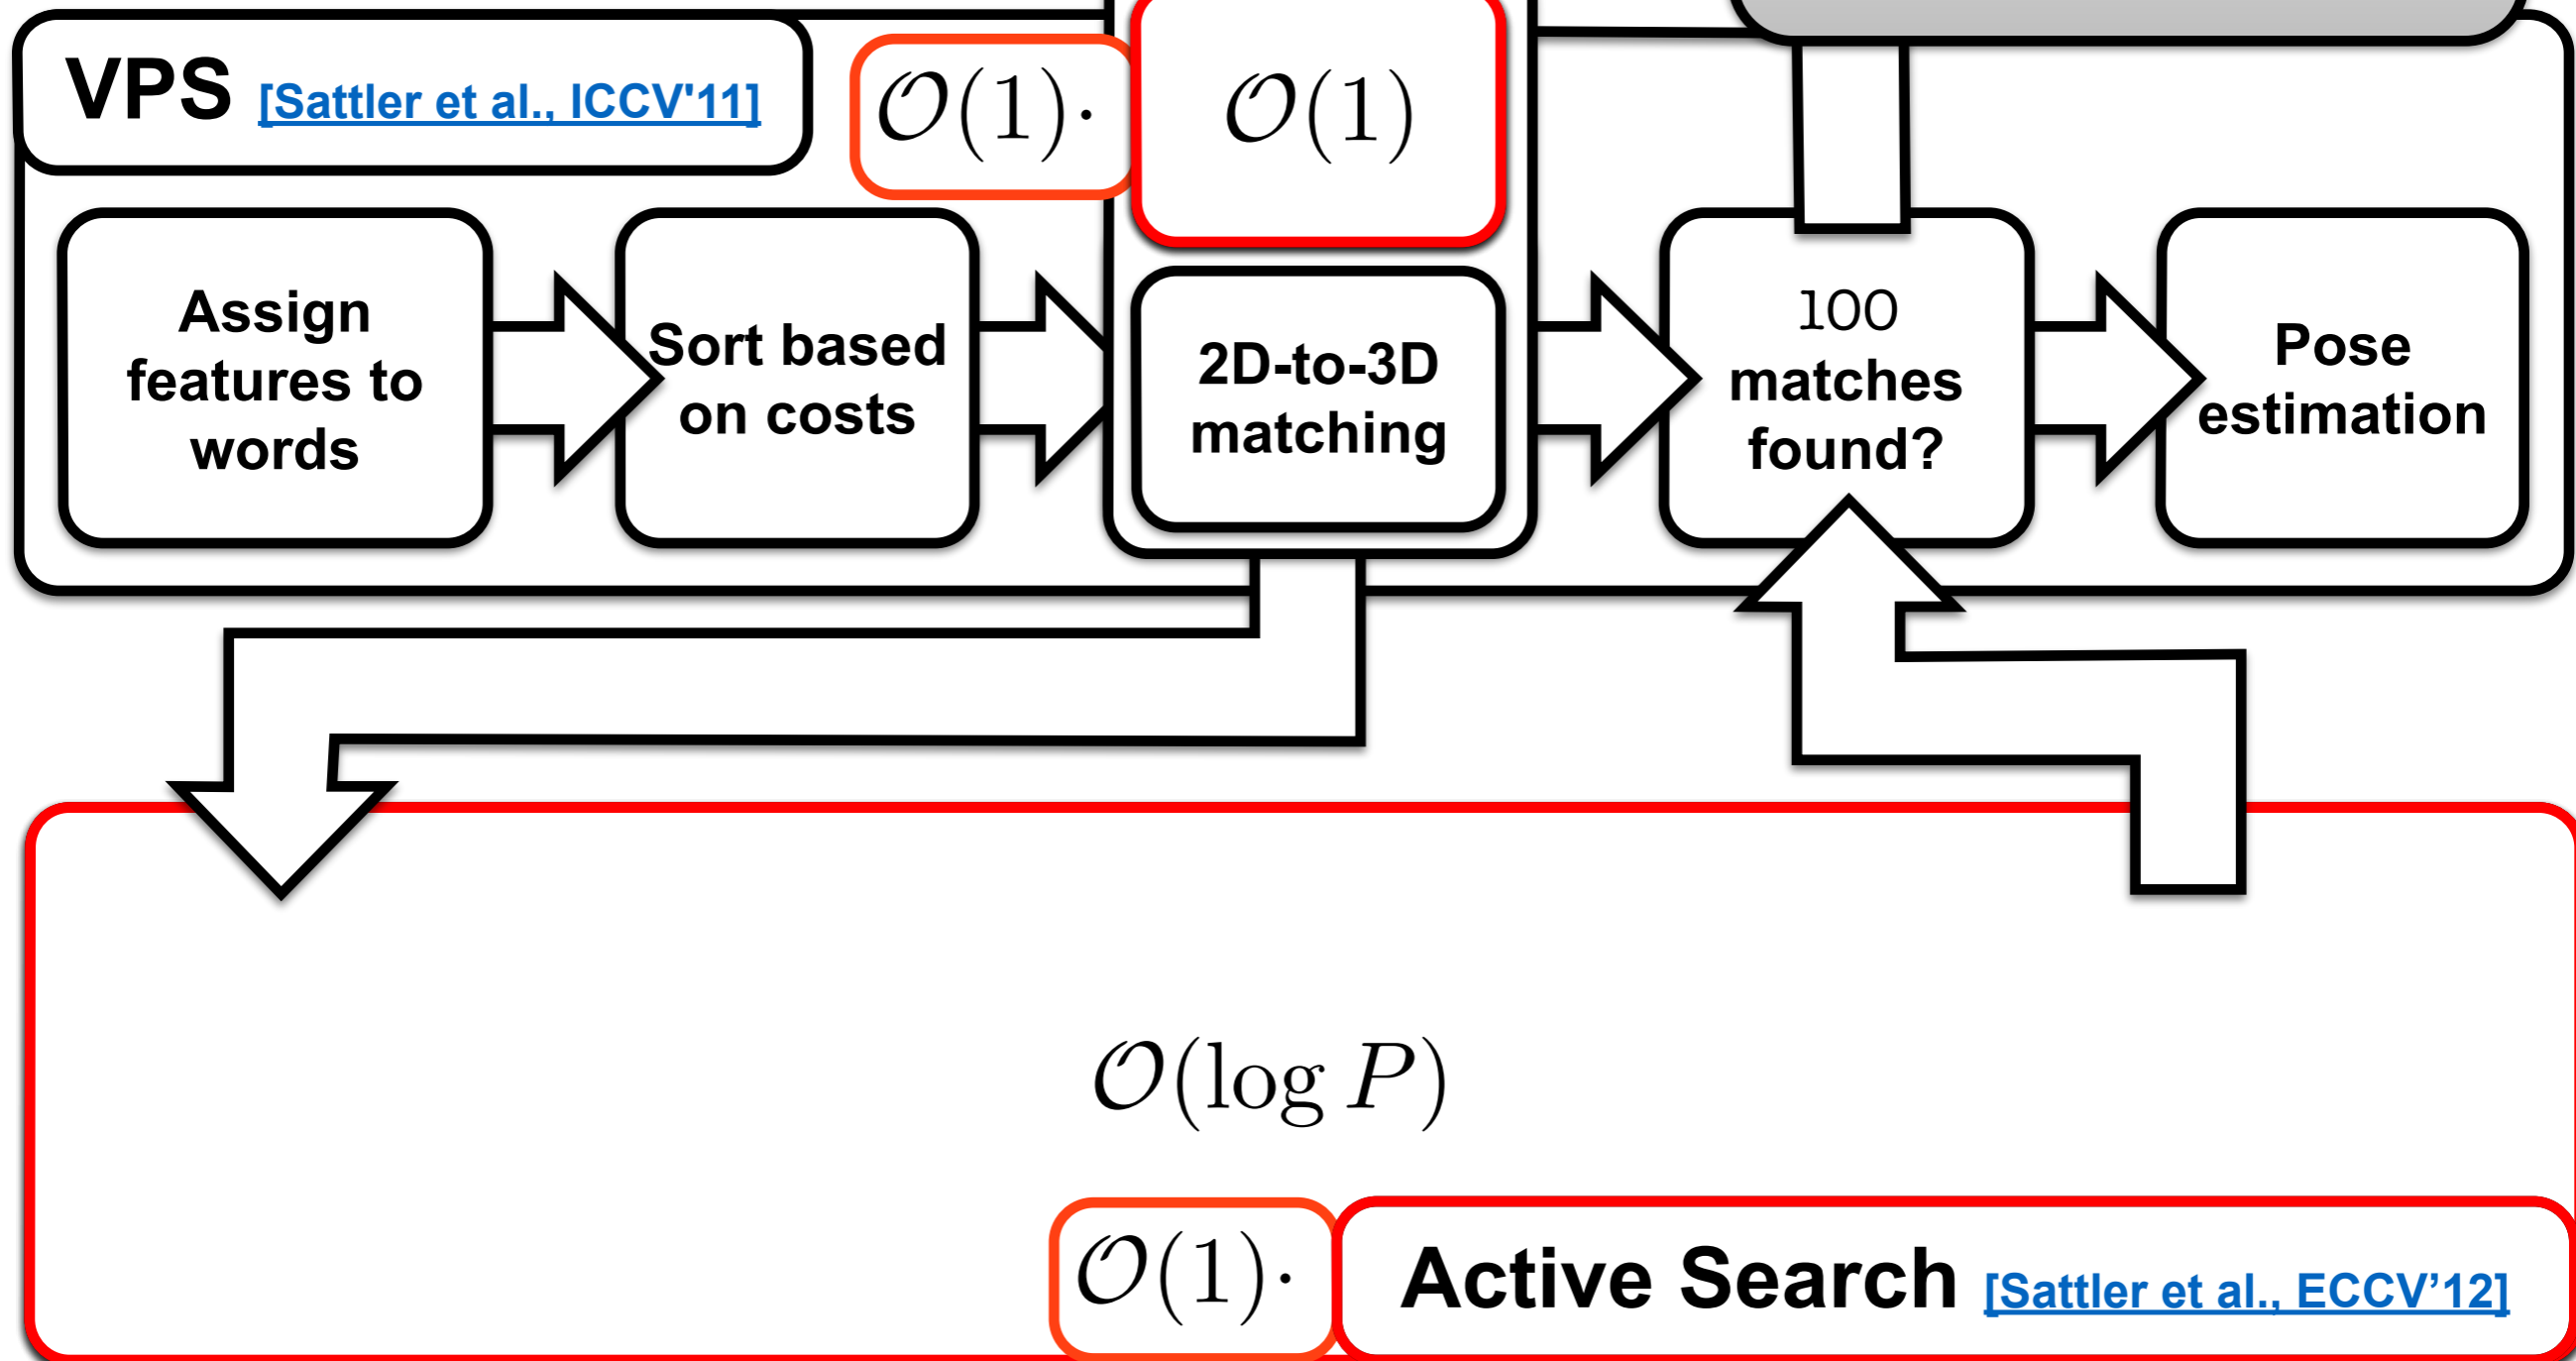 VPS [Sattler et al., ICCV'11]
𝒪(1)·
𝒪(1)
Assign
features to
words
Sort based
on costs
2D-to-3D
matching
100
matches
found?
Pose
estimation
𝒪(log P)
𝒪(1)·
Active Search [Sattler et al., ECCV’12]